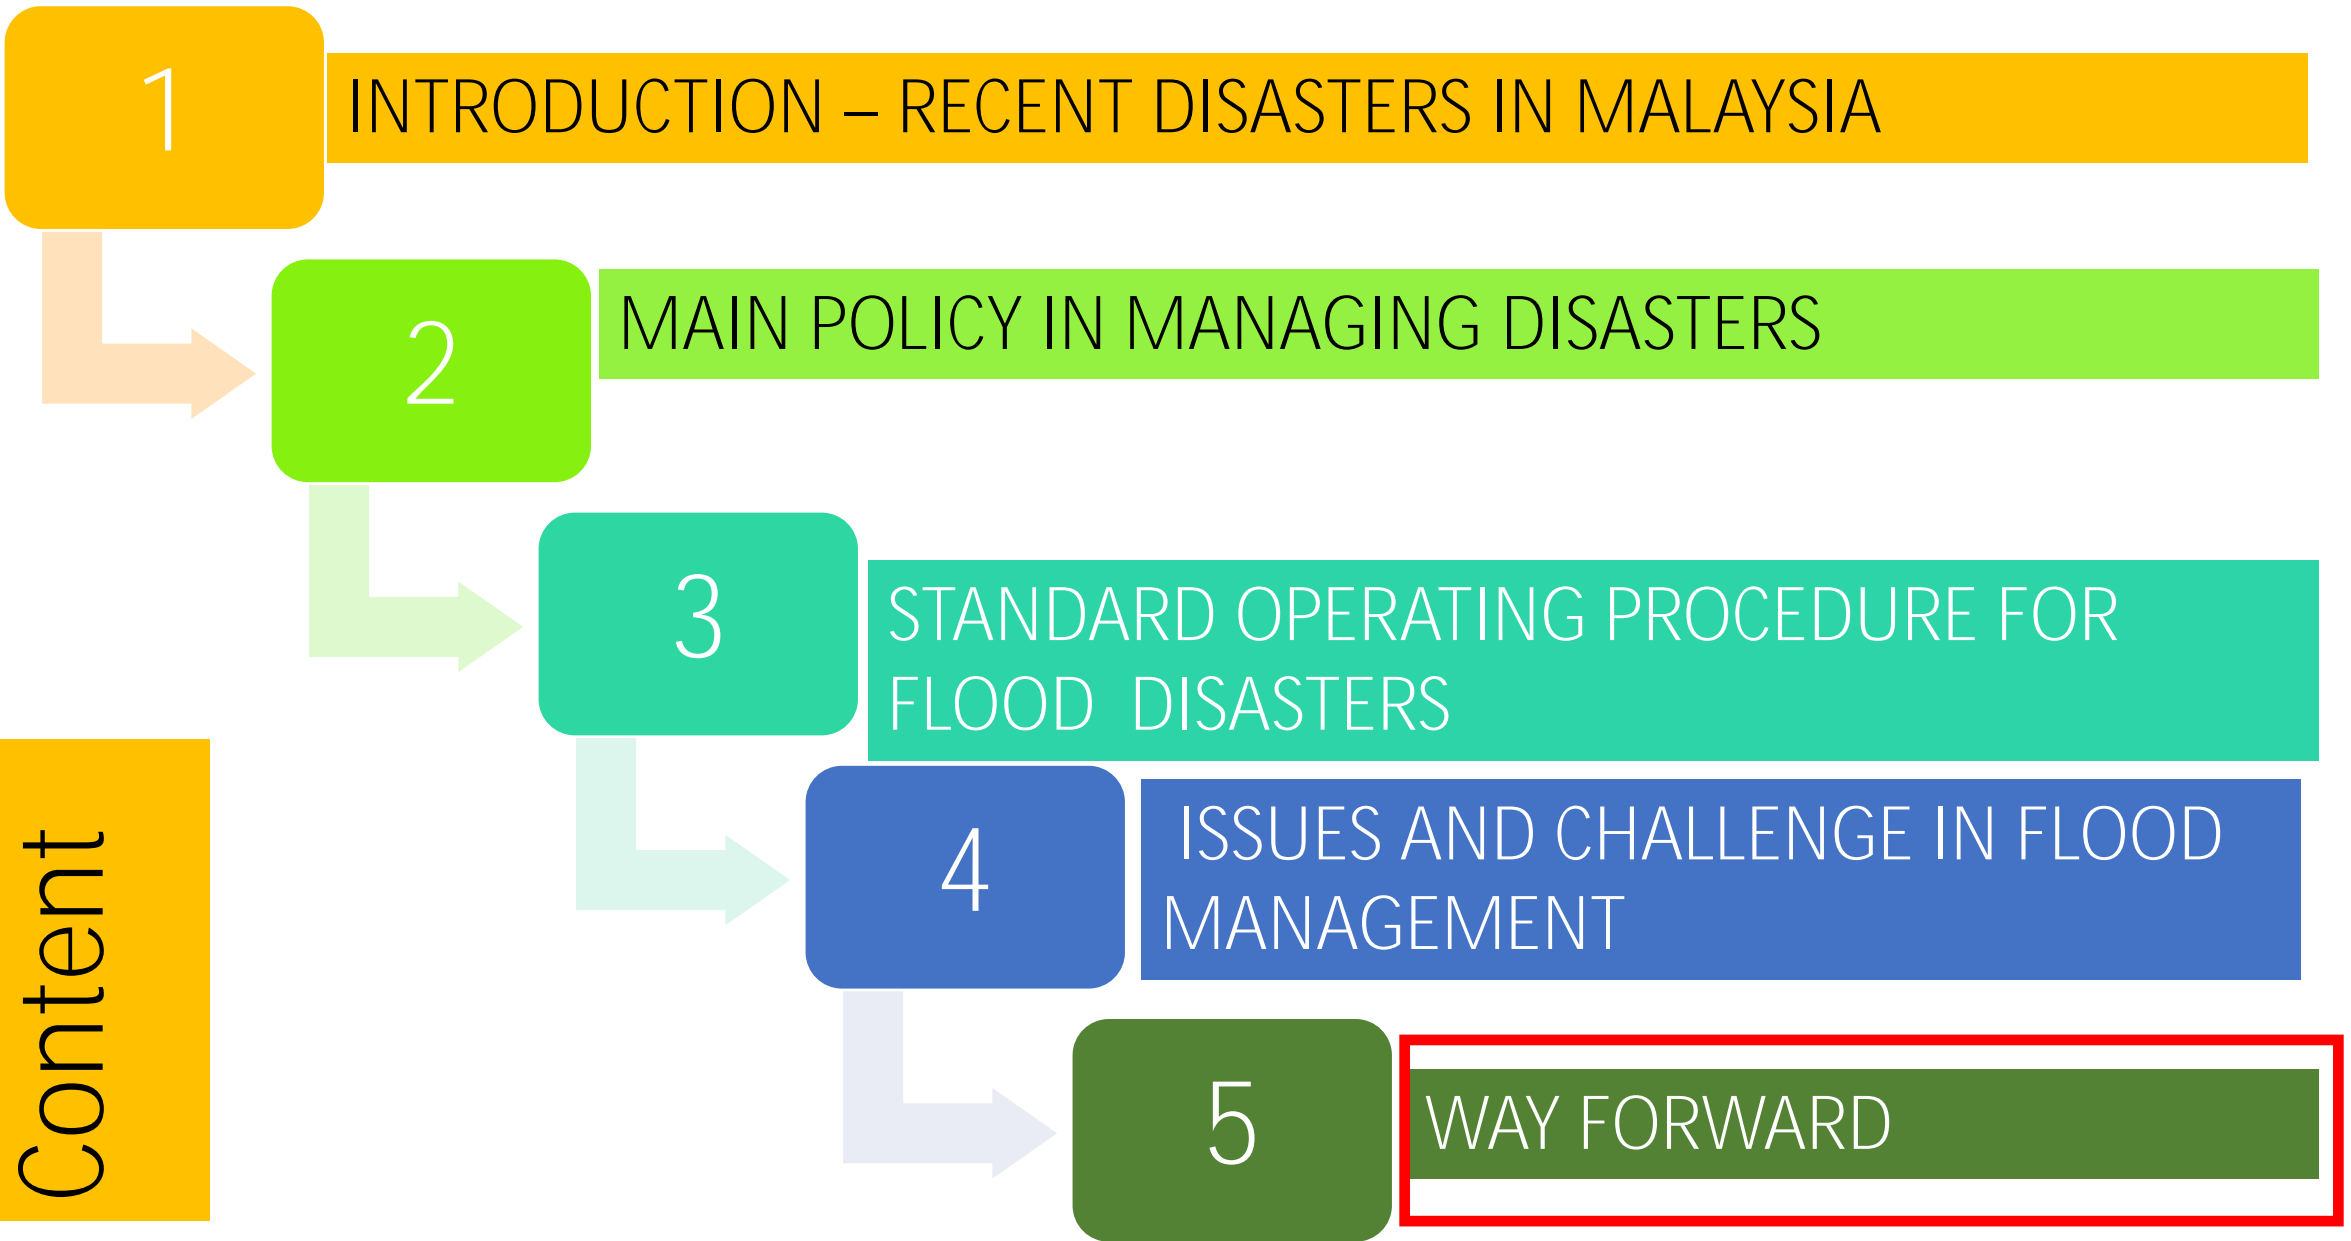 1
INTRODUCTION – RECENT DISASTERS IN MALAYSIA
2
MAIN POLICY IN MANAGING DISASTERS
3
STANDARD OPERATING PROCEDURE FOR
FLOOD DISASTERS
4
ISSUES AND CHALLENGE IN FLOOD
MANAGEMENT
5
WAY FORWARD
Content